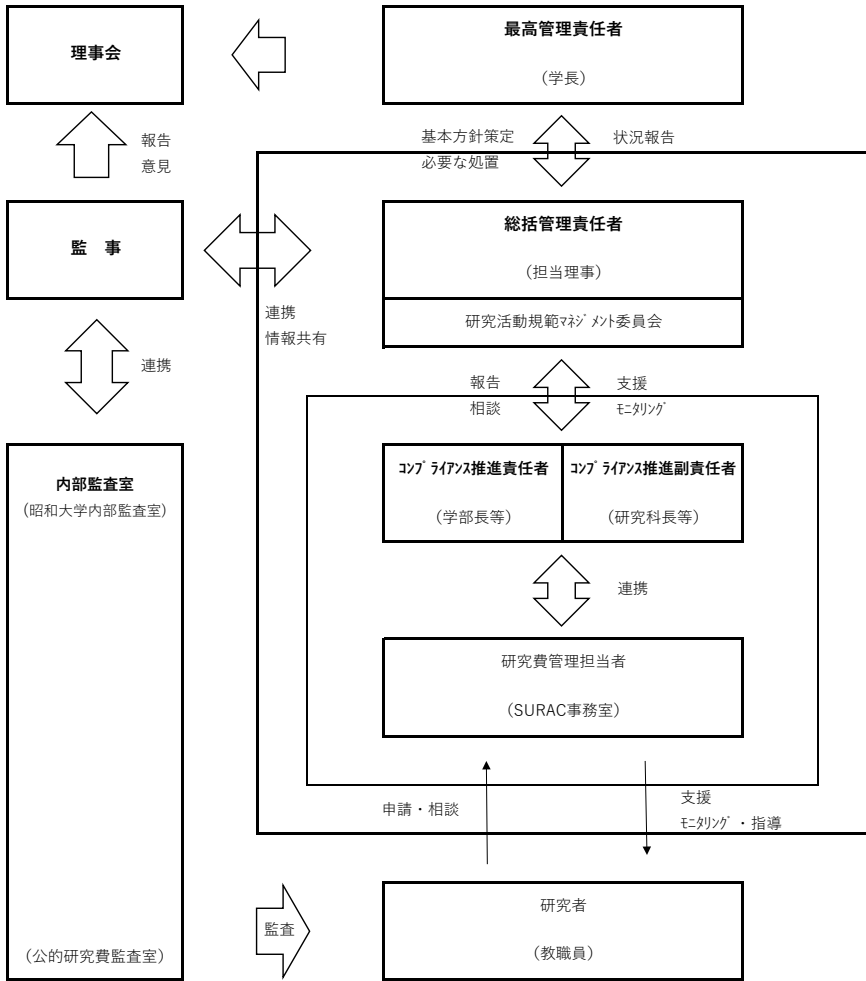 理事会
最高管理責任者
（学長）
報告
意見
基本方針策定
必要な処置
状況報告
監　事
総括管理責任者
（担当理事）
研究活動規範ﾏﾈｼﾞﾒﾝﾄ委員会
連携
情報共有
連携
報告
相談
支援
ﾓﾆﾀﾘﾝｸﾞ
内部監査室
（昭和大学内部監査室）
ｺﾝﾌﾟﾗｲｱﾝｽ推進責任者
（学部長等）
ｺﾝﾌﾟﾗｲｱﾝｽ推進副責任者
（研究科長等）
連携
研究費管理担当者
（SURAC事務室）
申請・相談
支援
ﾓﾆﾀﾘﾝｸﾞ・指導
（公的研究費監査室）
監査
研究者
（教職員）